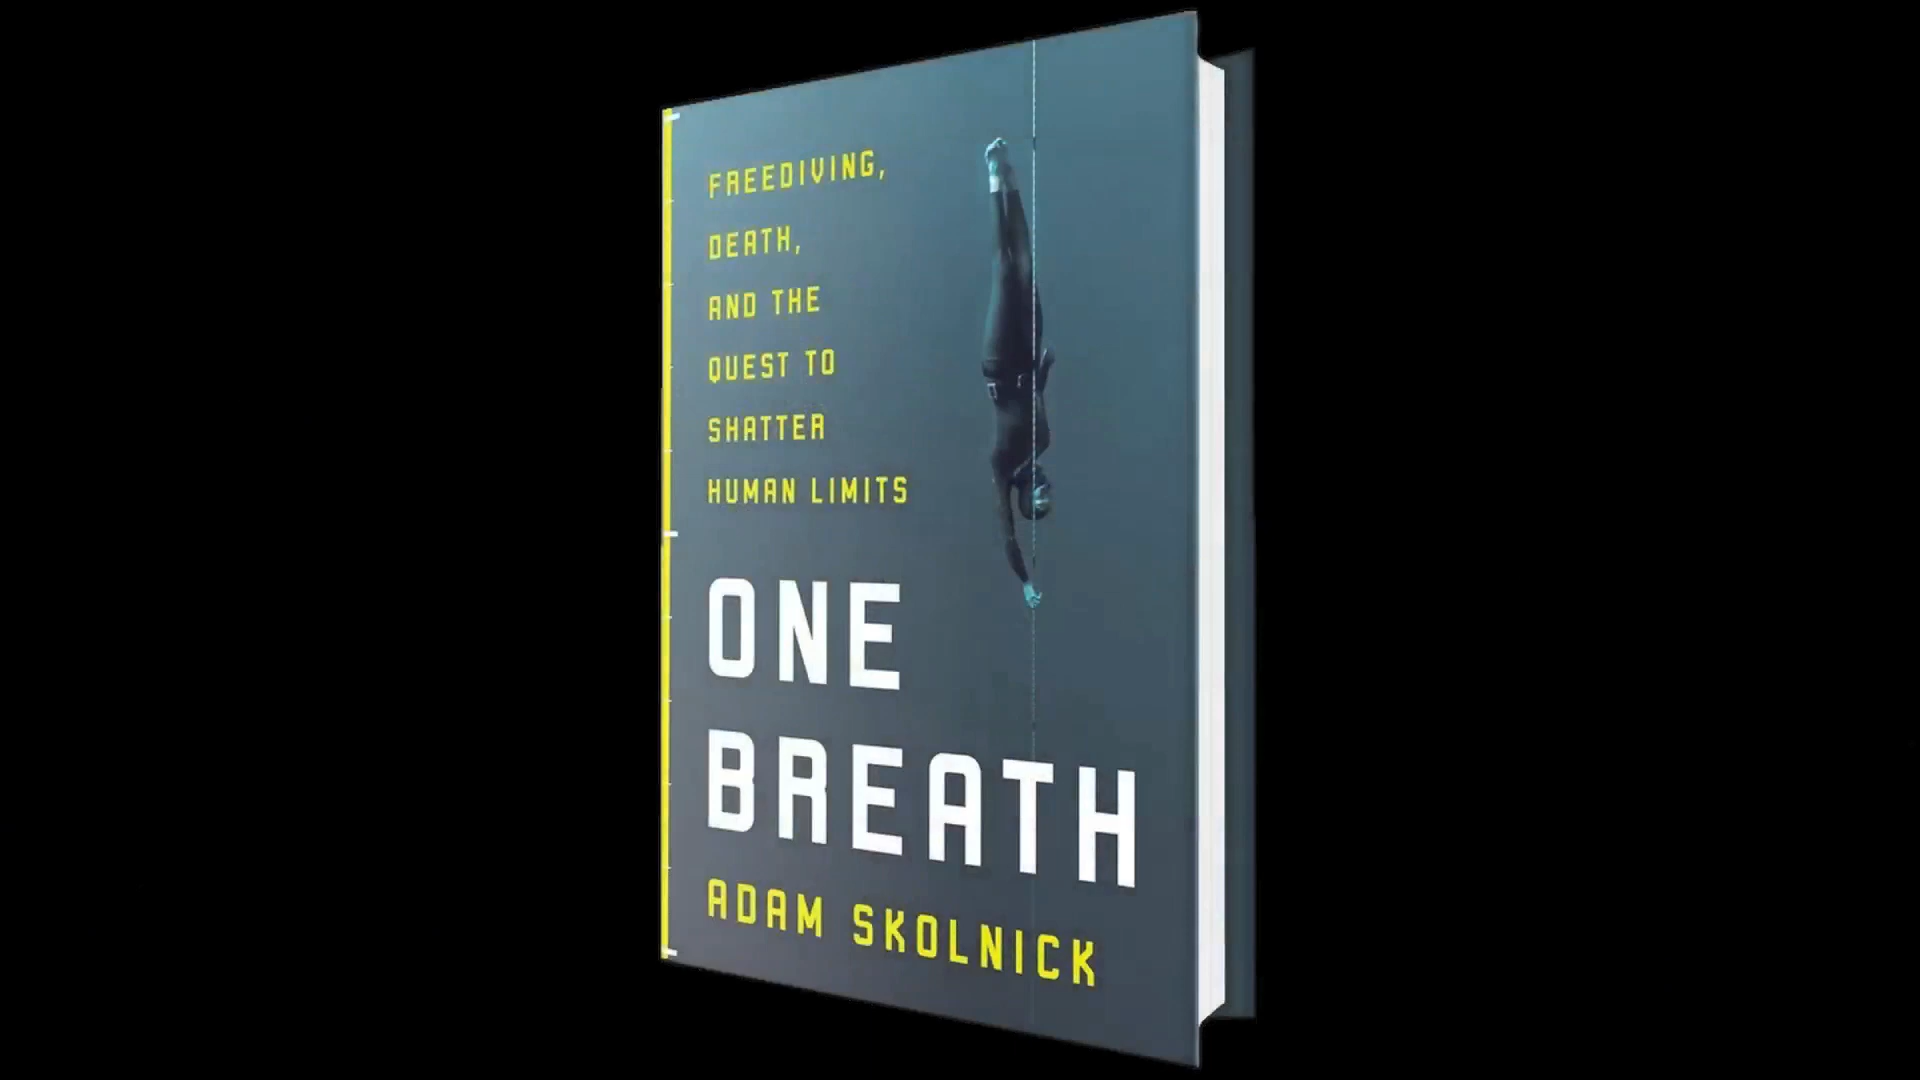 FREEDIVING,
DEATH,
AND THE
QUEST TO
SHATTER
HUMAN LIMITS
ONE
BREATH
ADAM SKOLNICK